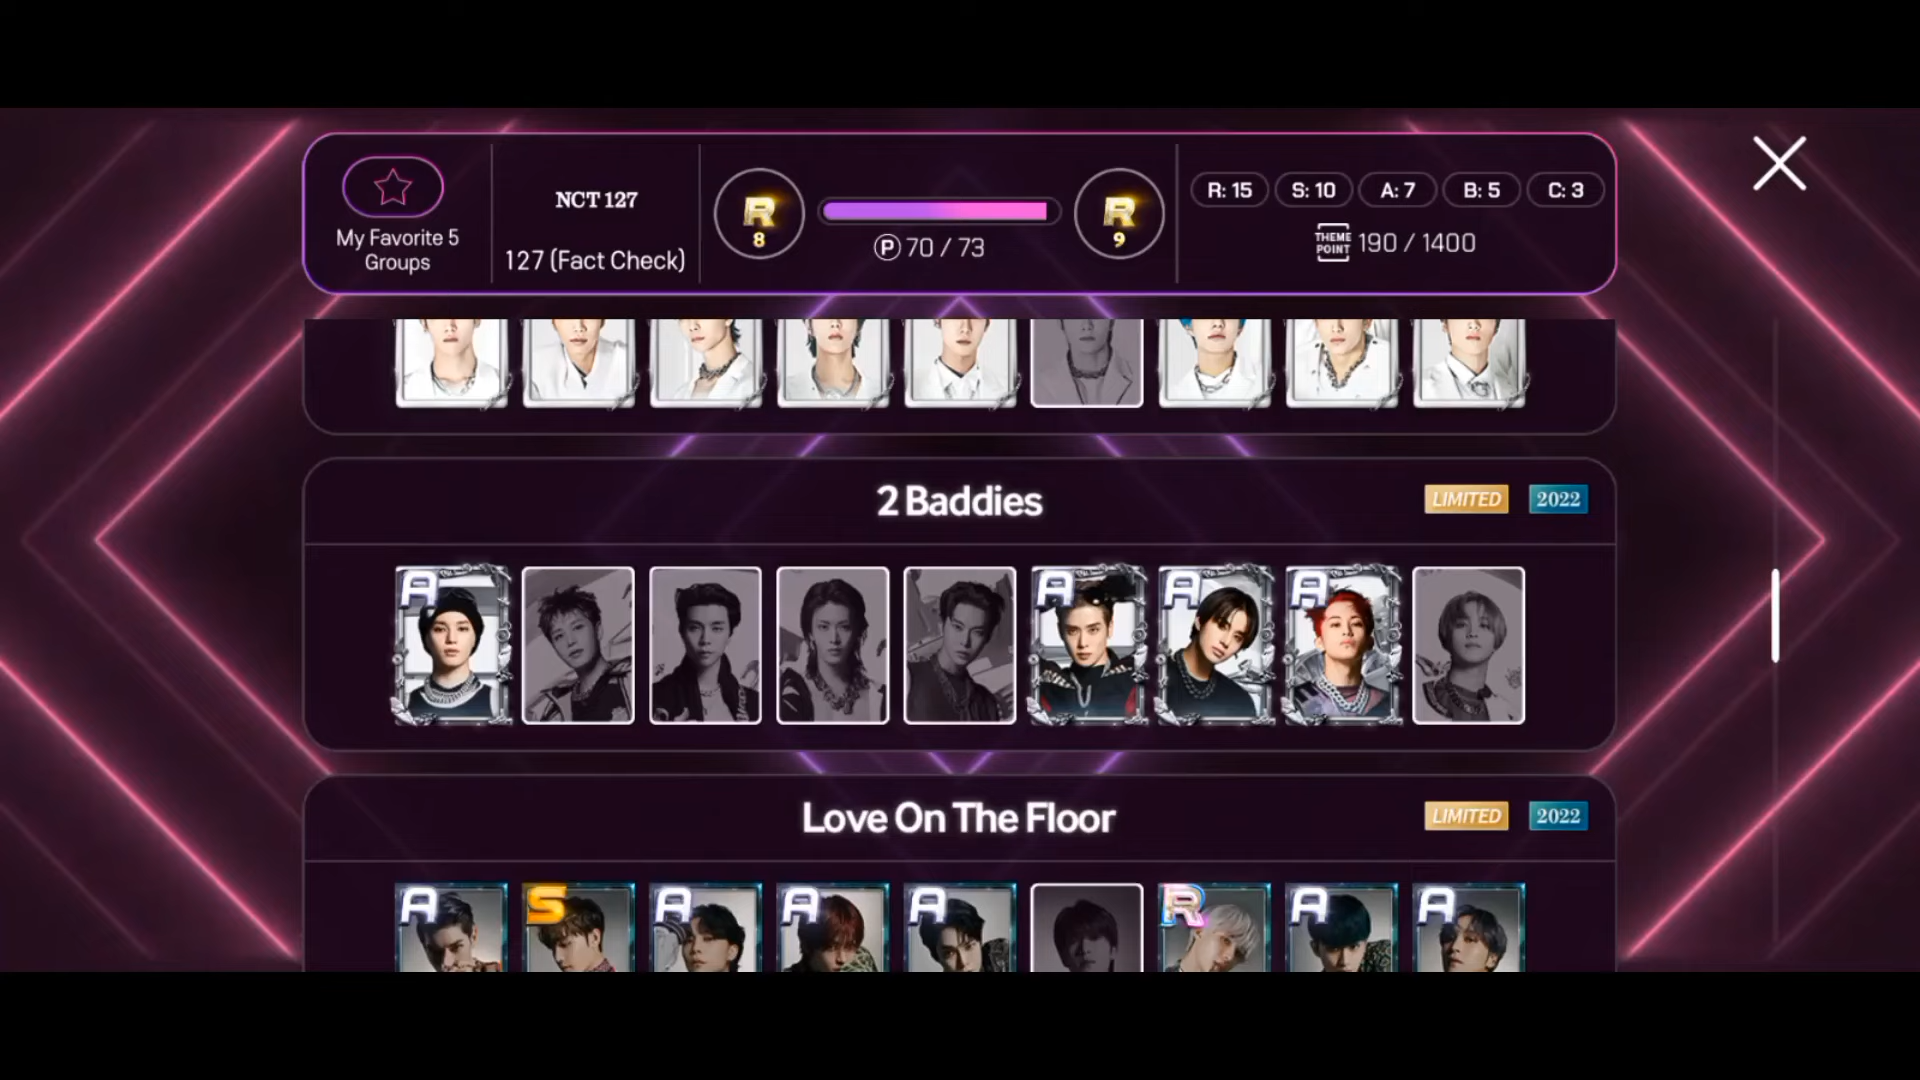 My Favorite 5
Groups
NCT 127
127 (Fact Check)
R
8
P 70 / 73
R
9
R: 15
S: 10
A: 7
B: 5
C: 3
THEME
POINT
190 / 1400
2 Baddies
LIMITED
2022
A
A
A
A
Love On The Floor
LIMITED
2022
A
S
A
A
A
R
A
A